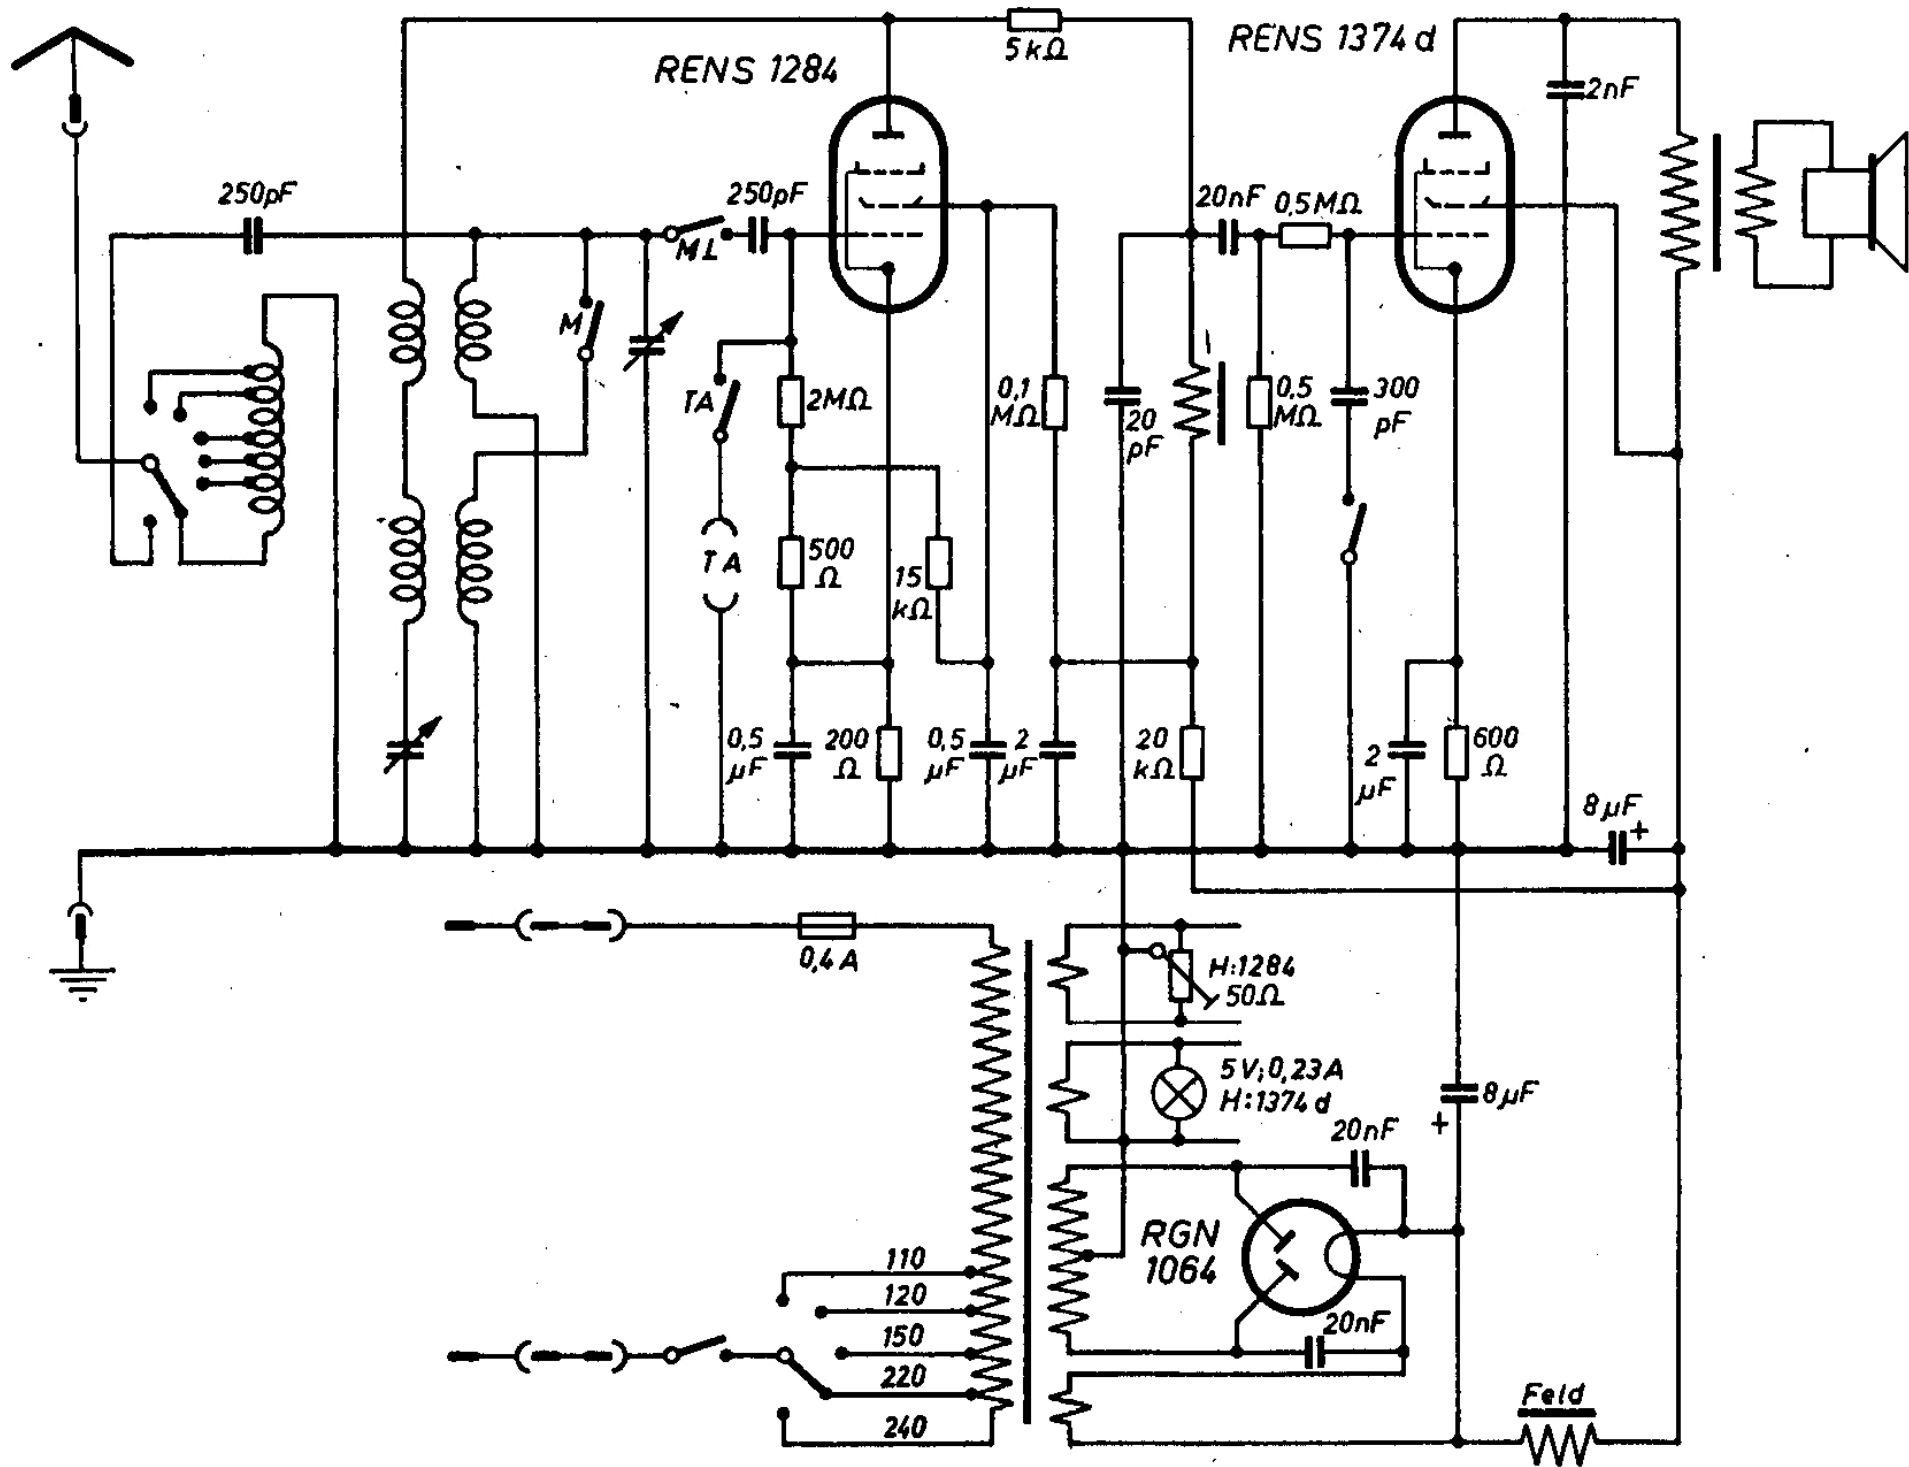 RENS 1284
5kΩ
RENS 1374 d
2nF
250pF
250pF
ML
20nF
0,5MΩ
M
TA
2MΩ
0,1
MΩ
20
pF
0,5
MΩ
300
pF
TA
500
Ω
15
kΩ
0,5
µF
200
Ω
0,5
µF
2
µF
20
kΩ
2
µF
600
Ω
8µF
+
0,4A
H:1284
50Ω
5V;0,23A
H:1374 d
8µF
+
20nF
RGN
1064
20nF
110
120
150
220
240
Feld